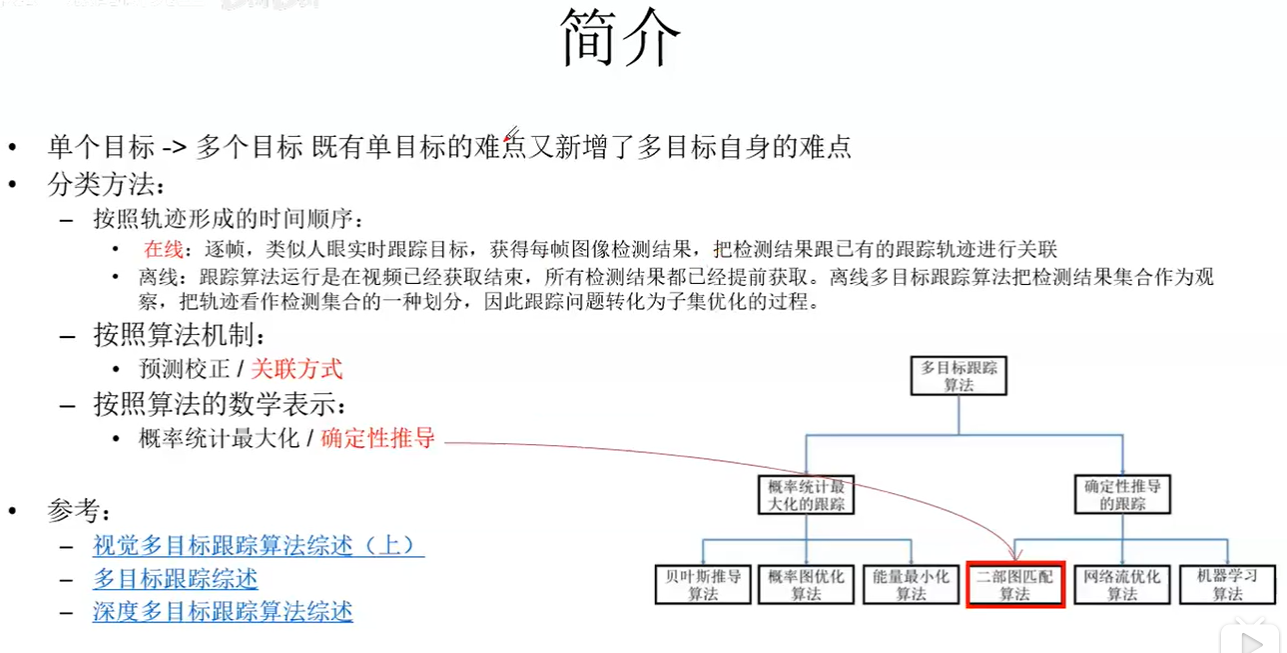 简介
• 单个目标 -> 多个目标 既有单目标的难点又新增了多目标自身的难点
• 分类方法：
– 按照轨迹形成的时间顺序：
• 在线：逐帧，类似人眼实时跟踪目标，获得每帧图像检测结果，把检测结果跟已有的跟踪轨迹进行关联
• 离线：跟踪算法运行是在视频已经获取结束，所有检测结果都已经提前获取。离线多目标跟踪算法把检测结果集合作为观
察，把轨迹看作检测集合的一种划分，因此跟踪问题转化为子集优化的过程。
– 按照算法机制：
• 预测校正 / 关联方式
– 按照算法的数学表示：
• 概率统计最大化 / 确定性推导
• 参考：
– 视觉多目标跟踪算法综述（上）
– 多目标跟踪综述
– 深度多目标跟踪算法综述
多目标跟踪
算法
概率统计最
大化的跟踪
确定性推导
的跟踪
贝叶斯推导
算法
概率图优化
算法
能量最小化
算法
二部图匹配
算法
网络流优化
算法
机器学习
算法